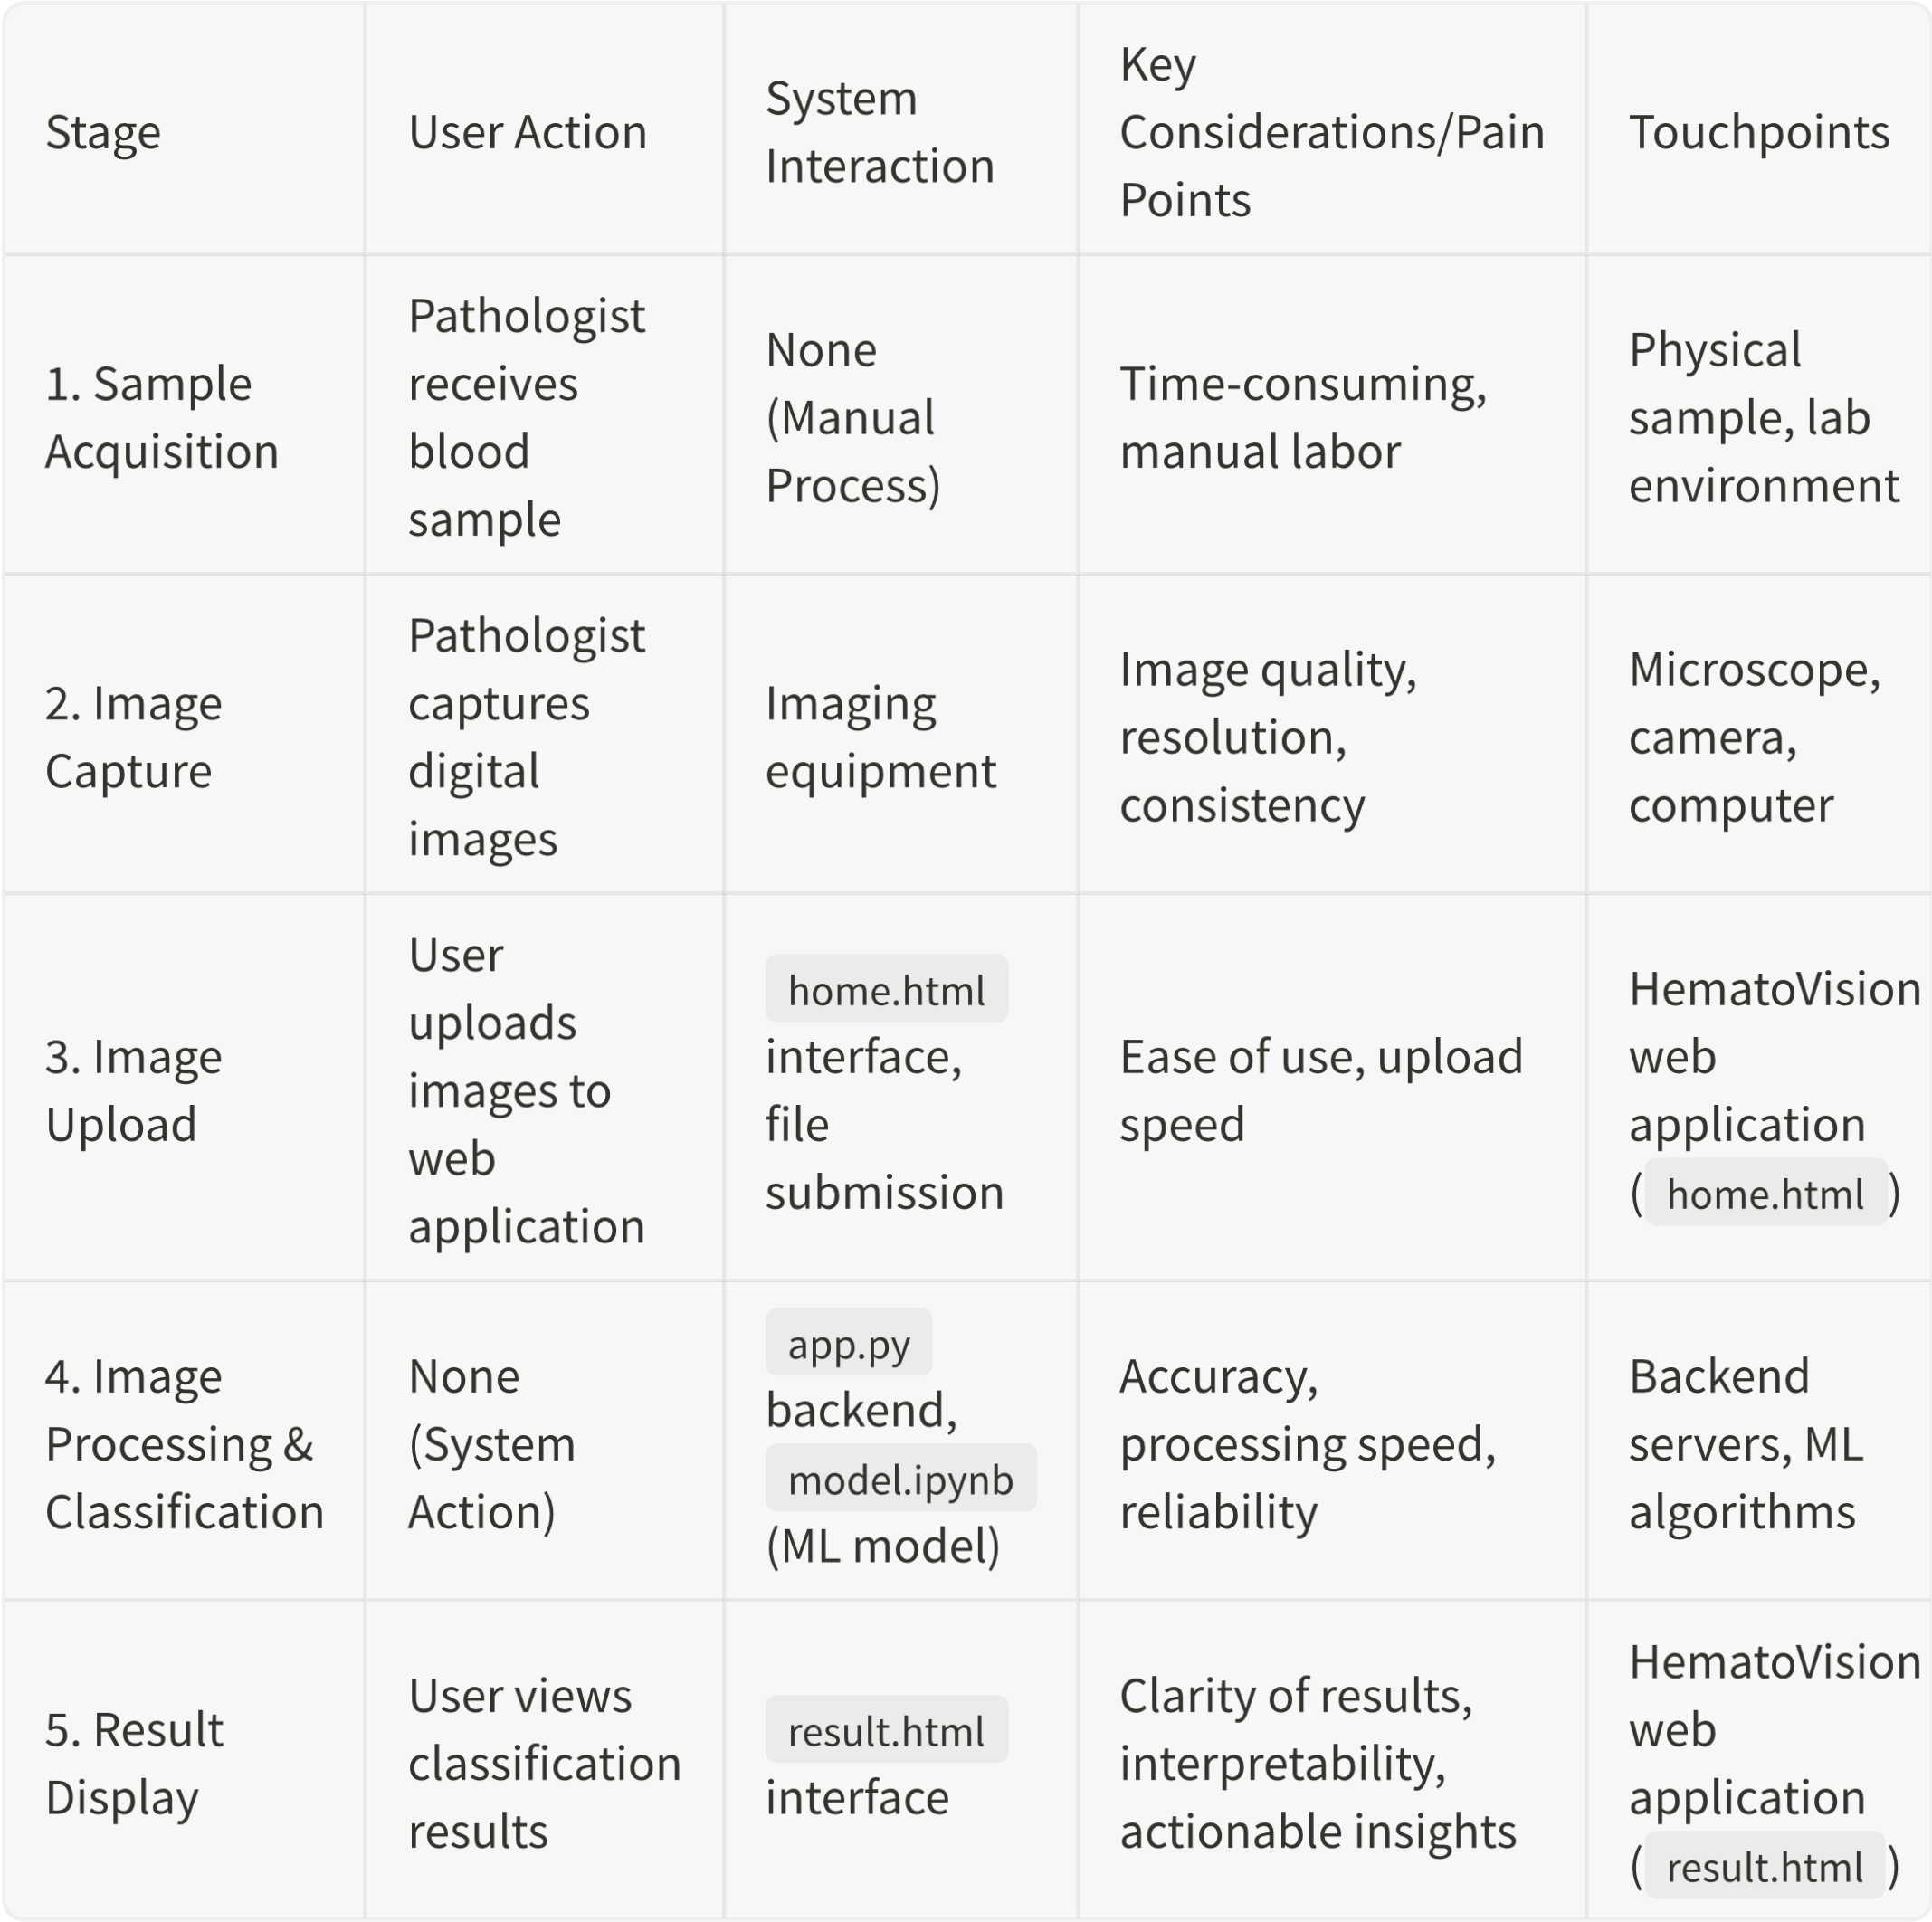 Stage
User Action
System
Interaction
Key
Considerations/Pain
Points
Touchpoints
1. Sample
Acquisition
Pathologist
receives
blood
sample
None
(Manual
Process)
Time-consuming,
manual labor
Physical
sample, lab
environment
2. Image
Capture
Pathologist
captures
digital
images
Imaging
equipment
Image quality,
resolution,
consistency
Microscope,
camera,
computer
3. Image
Upload
User
uploads
images to
web
application
home.html
interface,
file
submission
Ease of use, upload
speed
HematoVision
web
application
( home.html )
4. Image
Processing &
Classification
None
(System
Action)
app.py
backend,
model.ipynb
(ML model)
Accuracy,
processing speed,
reliability
Backend
servers, ML
algorithms
5. Result
Display
User views
classification
results
result.html
interface
Clarity of results,
interpretability,
actionable insights
HematoVision
web
application
( result.html )